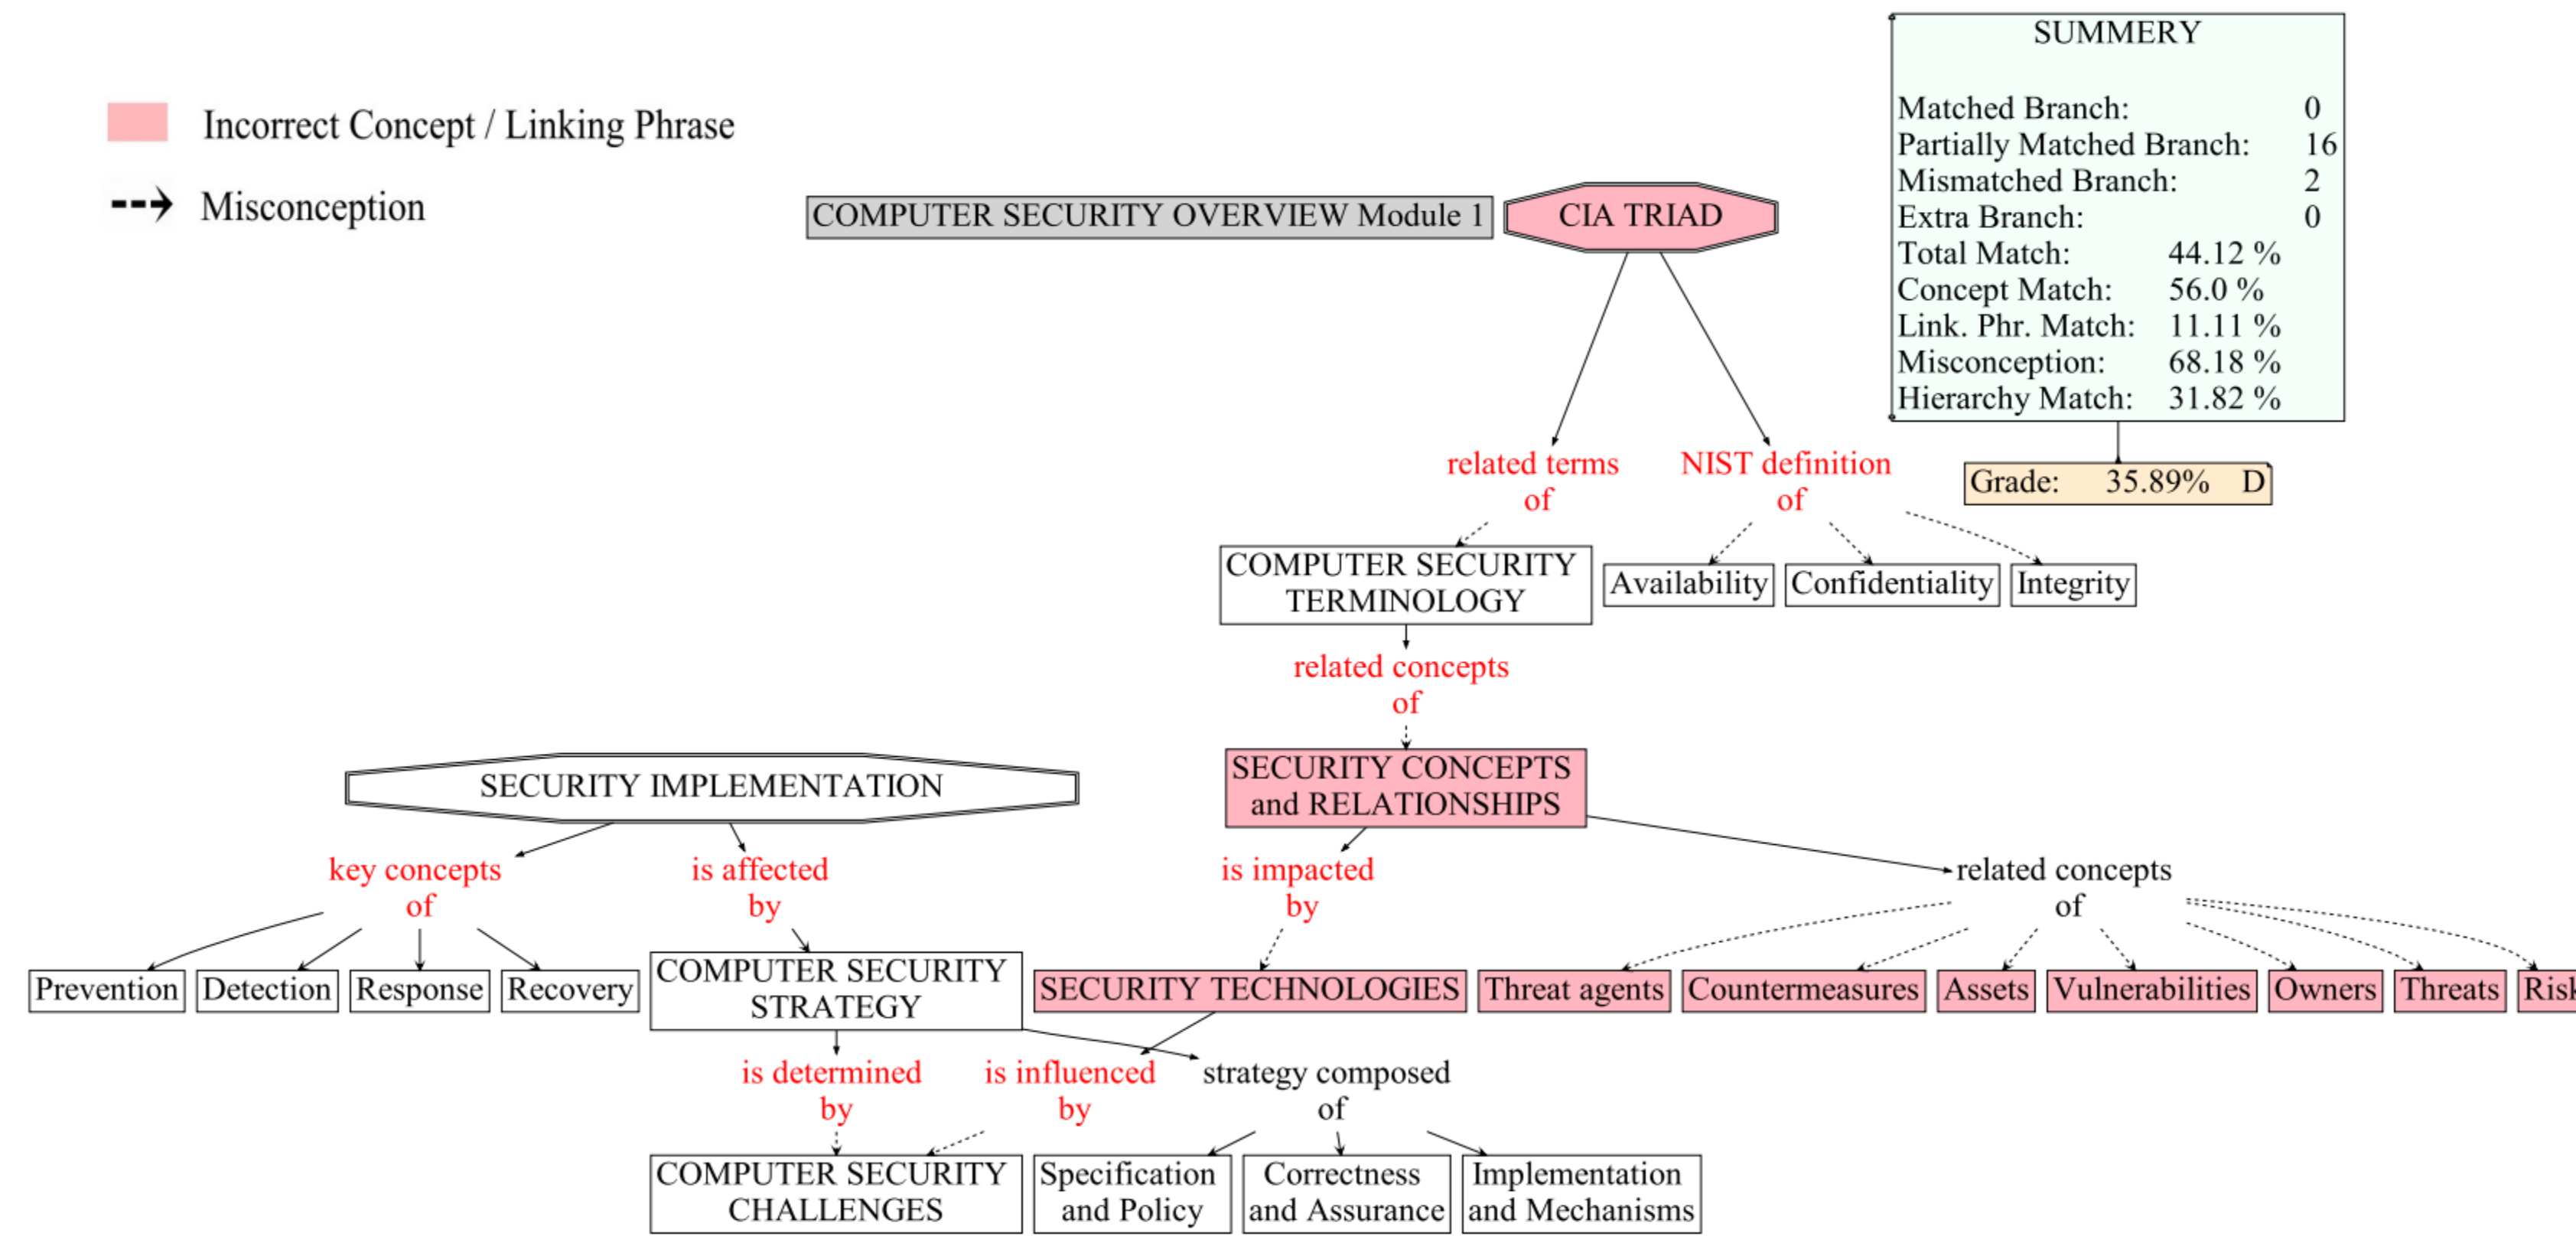 SUMMERY
Matched Branch: 0
Partially Matched Branch: 16
Mismatched Branch: 2
Extra Branch: 0
Total Match: 44.12 %
Concept Match: 56.0 %
Link. Phr. Match: 11.11 %
Misconception: 68.18 %
Hierarchy Match: 31.82 %
Grade: 35.89% D
Incorrect Concept / Linking Phrase
Misconception
COMPUTER SECURITY OVERVIEW Module 1
CIA TRIAD
related terms
of
NIST definition
of
COMPUTER SECURITY
TERMINOLOGY
Availability
Confidentiality
Integrity
related concepts
of
SECURITY IMPLEMENTATION
SECURITY CONCEPTS
and RELATIONSHIPS
key concepts
of
is affected
by
is impacted
by
related concepts
of
Prevention
Detection
Response
Recovery
COMPUTER SECURITY
STRATEGY
SECURITY TECHNOLOGIES
Threat agents
Countermeasures
Assets
Vulnerabilities
Owners
Threats
is determined
by
is influenced
by
strategy composed
of
COMPUTER SECURITY
CHALLENGES
Specification
and Policy
Correctness
and Assurance
Implementation
and Mechanisms